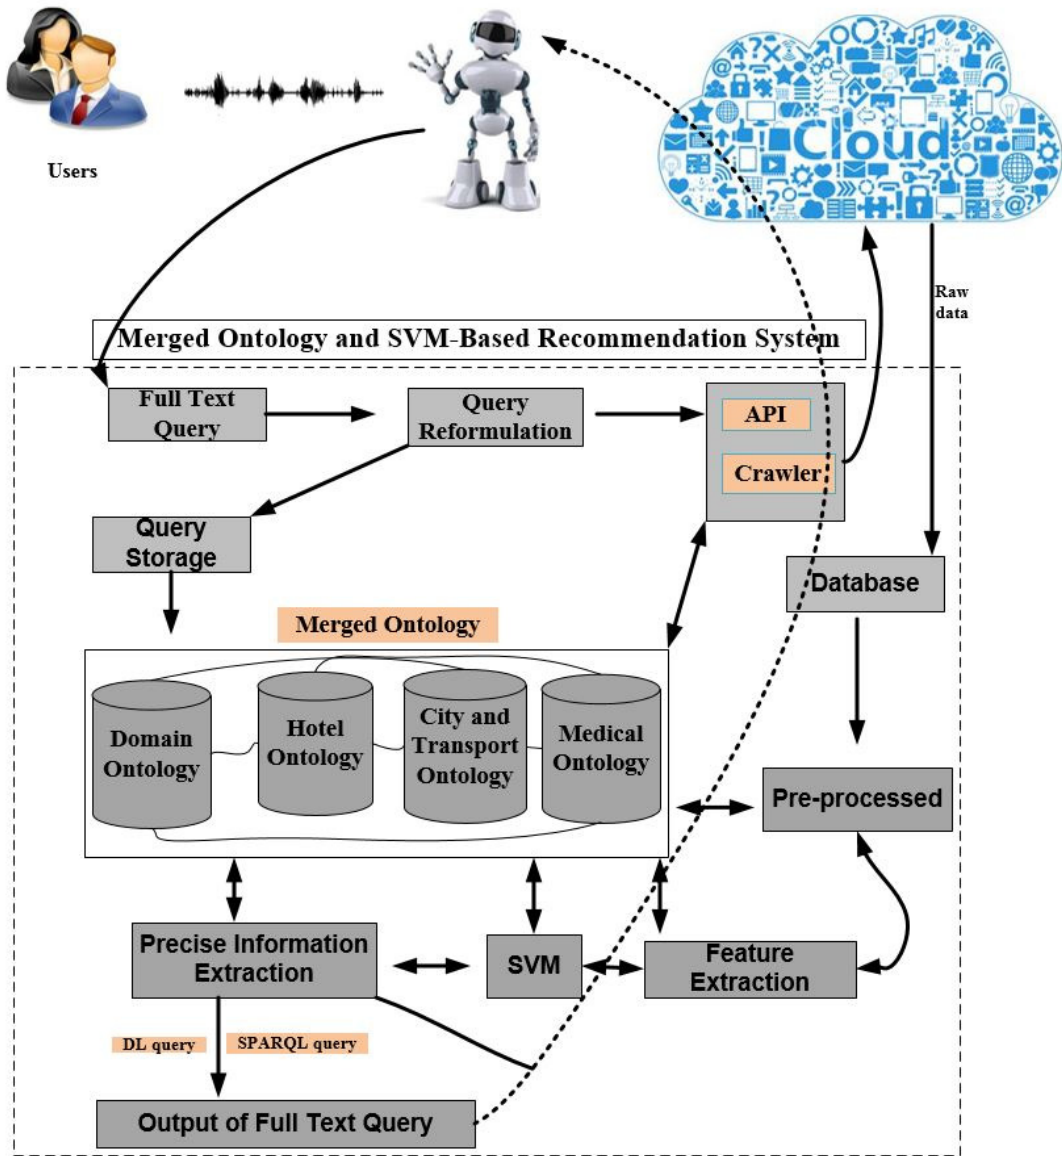 Cloud
Users
Raw
data
Merged Ontology and SVM-Based Recommendation System
Full Text
Query
Query
Reformulation
API
Crawler
Query
Storage
Database
Merged Ontology
Domain
Ontology
Hotel
Ontology
City and
Transport
Ontology
Medical
Ontology
Pre-processed
Precise Information
Extraction
SVM
Feature
Extraction
DL query
SPARQL query
Output of Full Text Query